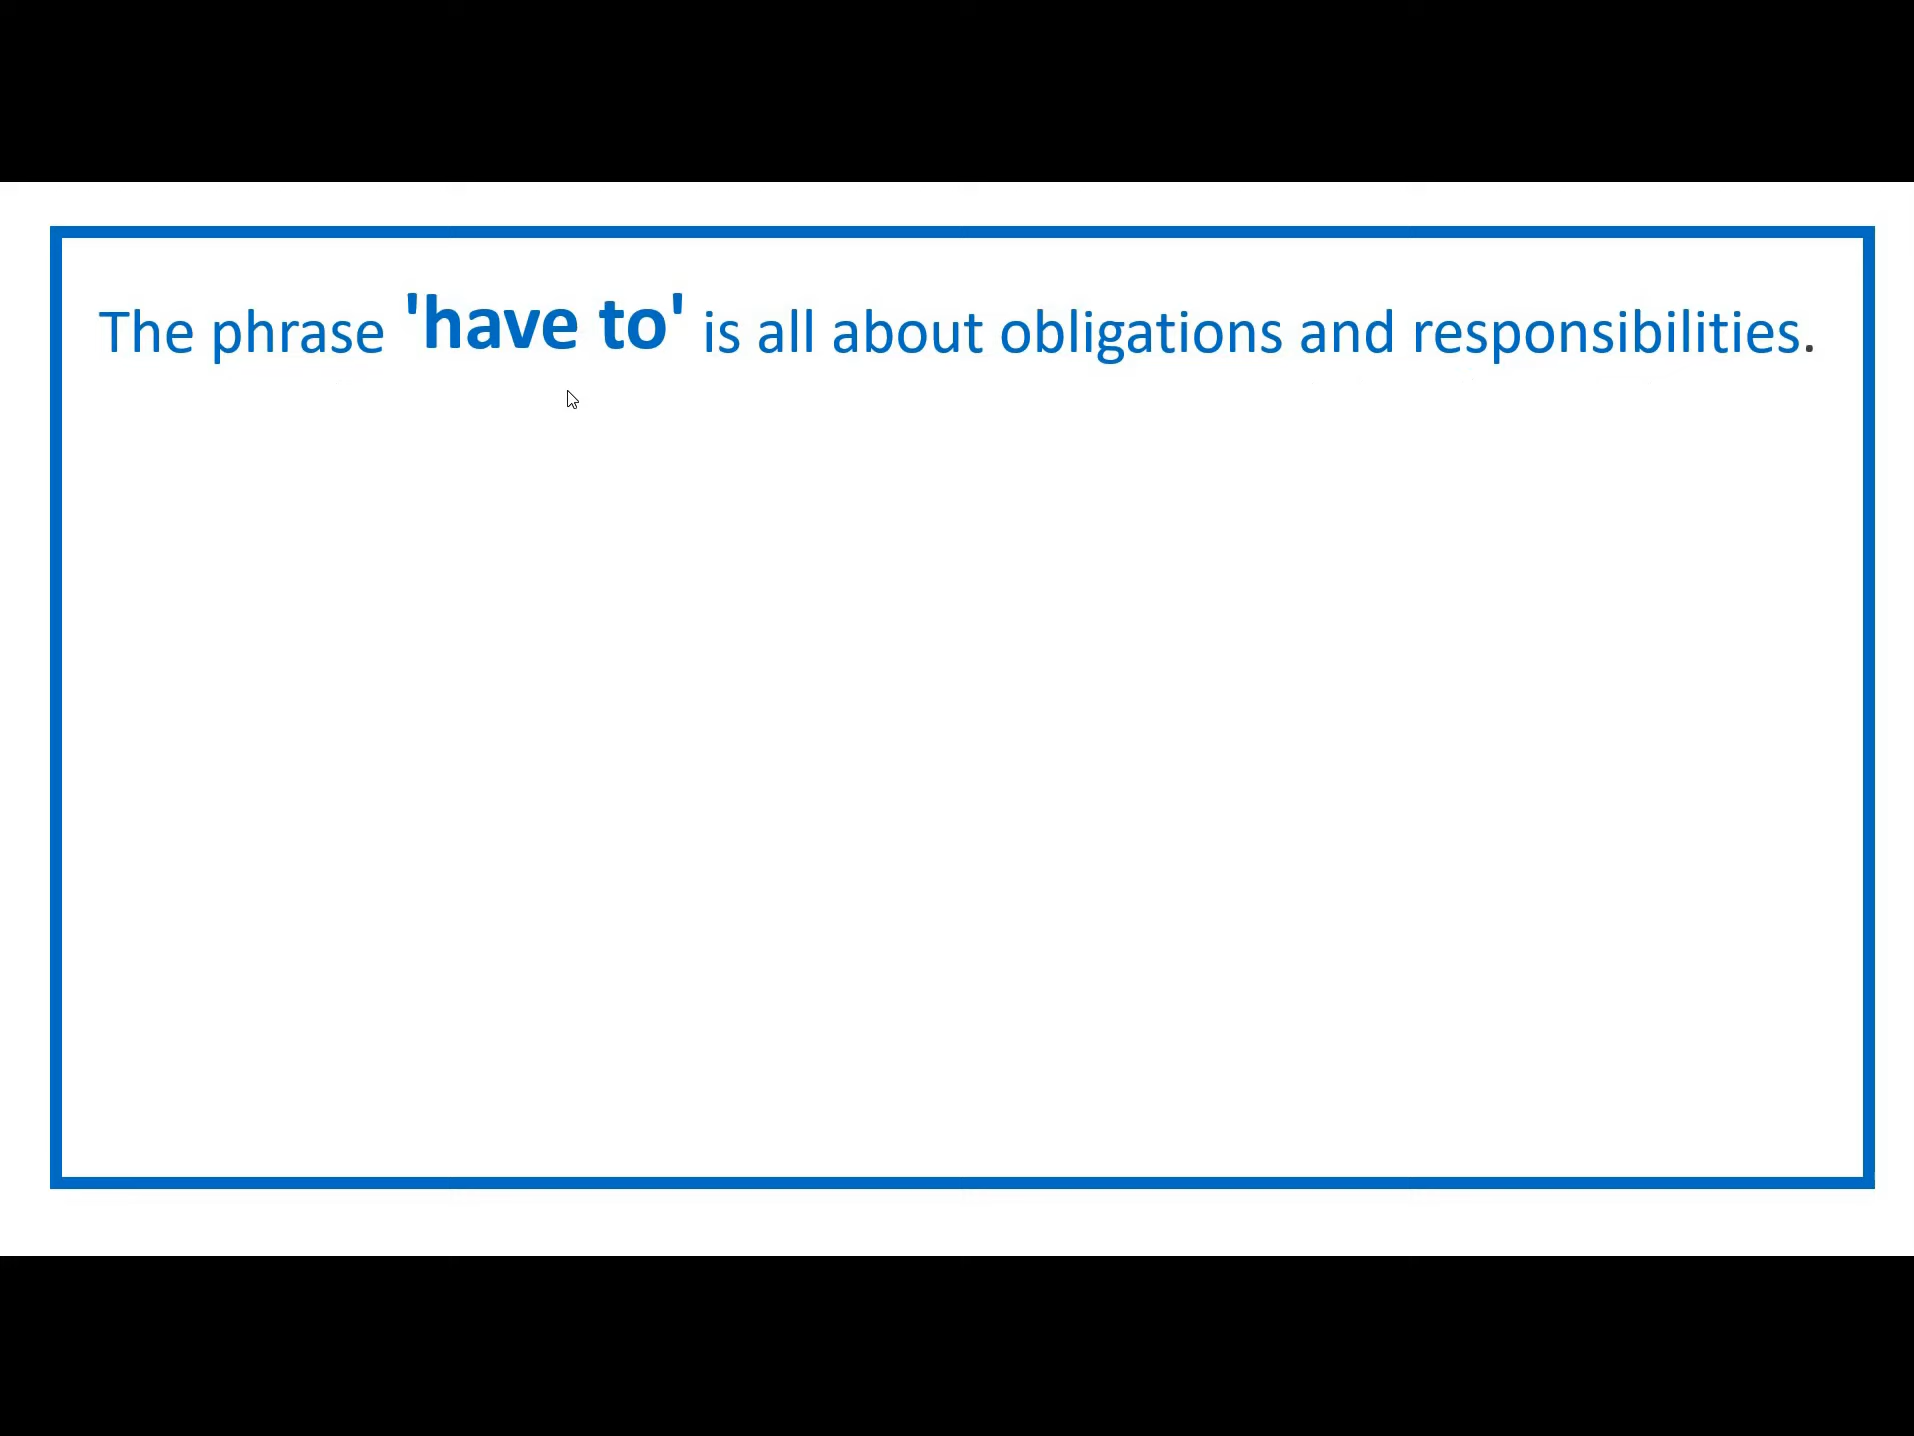 The phrase 'have to' is all about obligations and responsibilities.